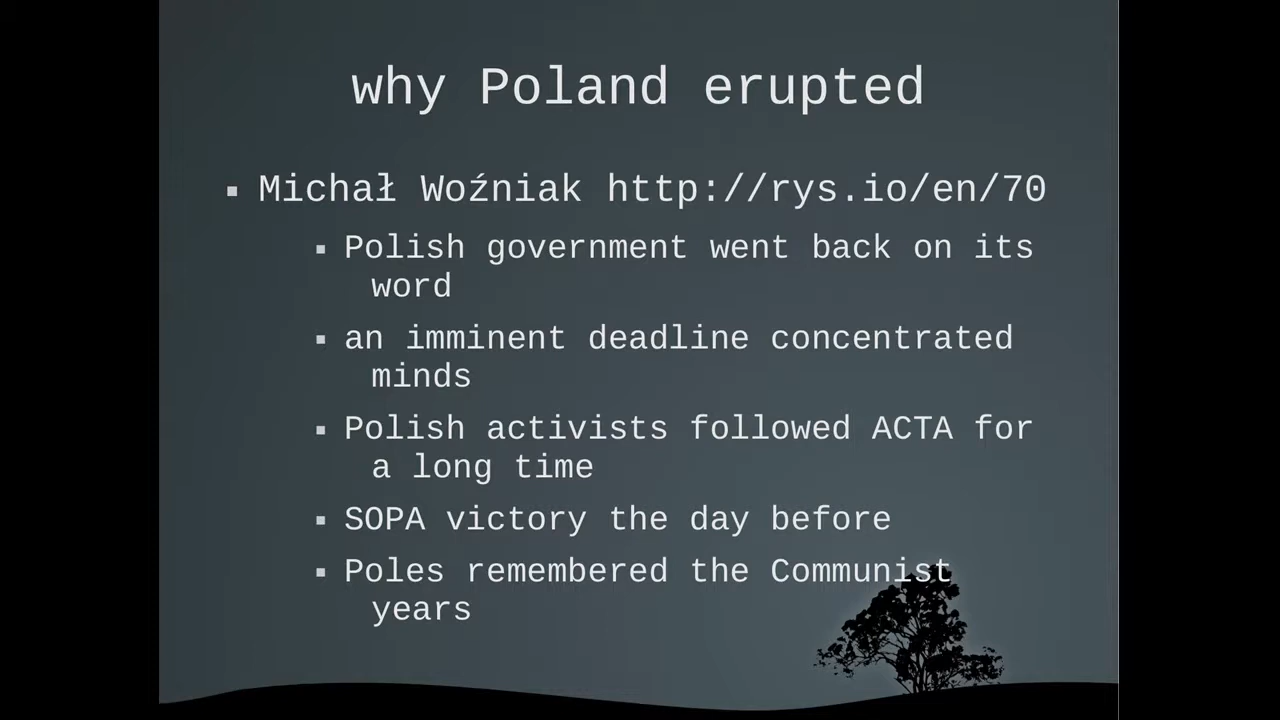 why Poland erupted
▪ Michał Woźniak http://rys.io/en/70
▪ Polish government went back on its
word
▪ an imminent deadline concentrated
minds
▪ Polish activists followed ACTA for
a long time
▪ SOPA victory the day before
▪ Poles remembered the Communist
years